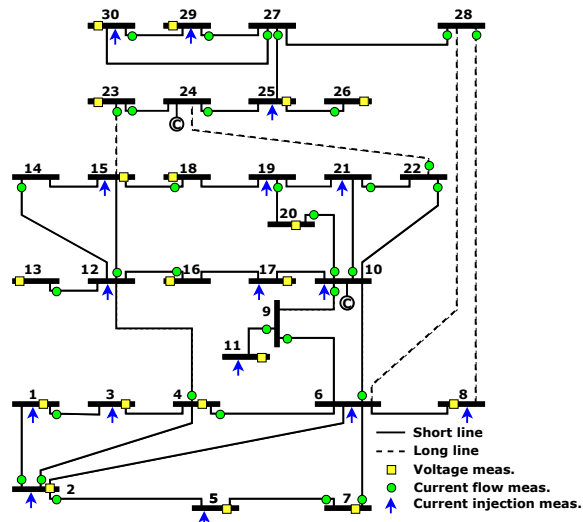 30 29 27 28
23 24 25 26
C
14 15 18 19 21 22
20
13 12 16 17 10
9 C
11
1 3 4 6 8
Short line
Long line
2 Voltage meas.
5 7 Current flow meas.
Current injection meas.